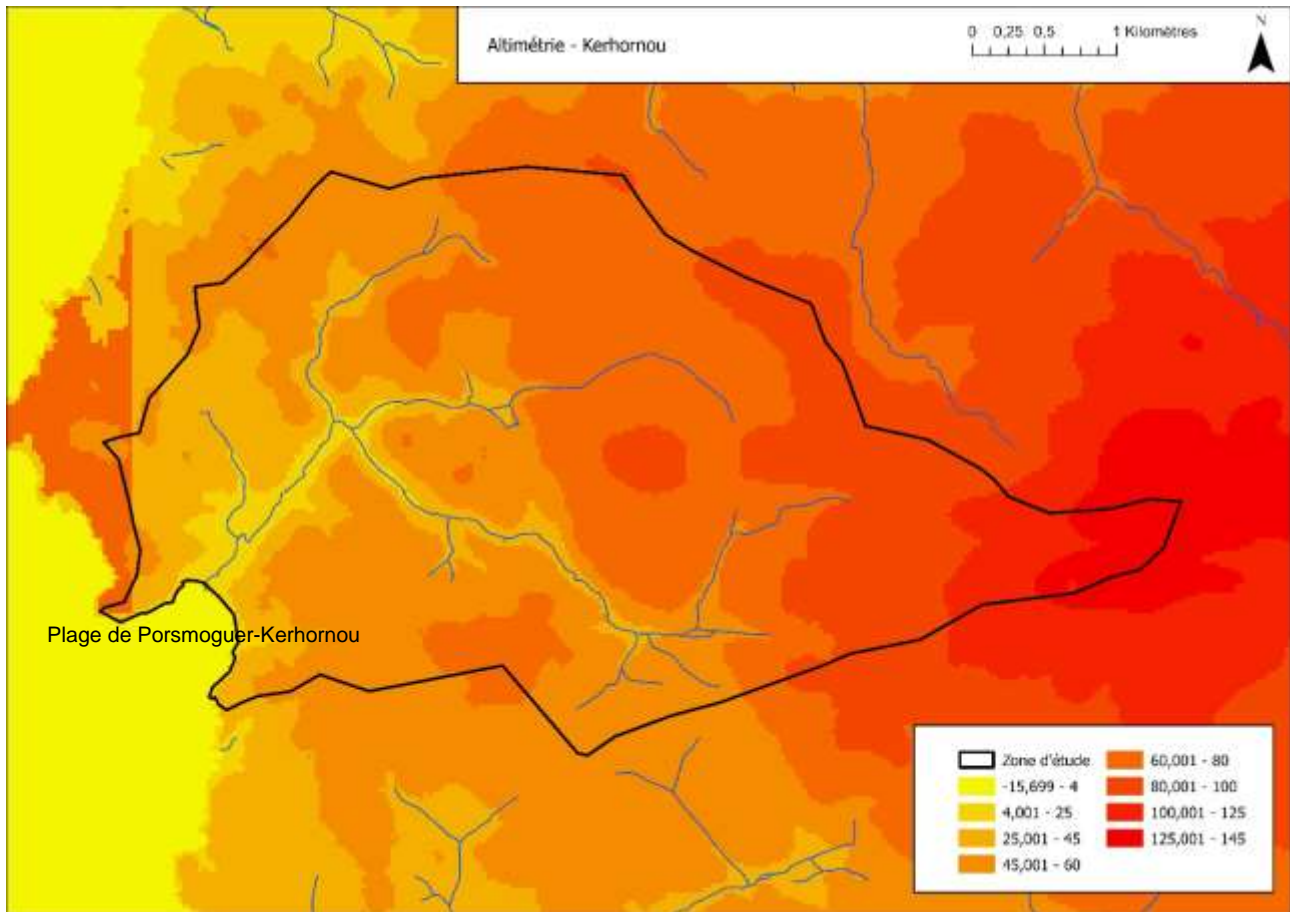 Altimétrie - Kerhornou
0 0,25 0,5 1 Kilomètres
N
Plage de Porsmoguer-Kerhornou
Zone d'étude
-15,699 - 4
4,001 - 25
25,001 - 45
45,001 - 60
60,001 - 80
80,001 - 100
100,001 - 125
125,001 - 145